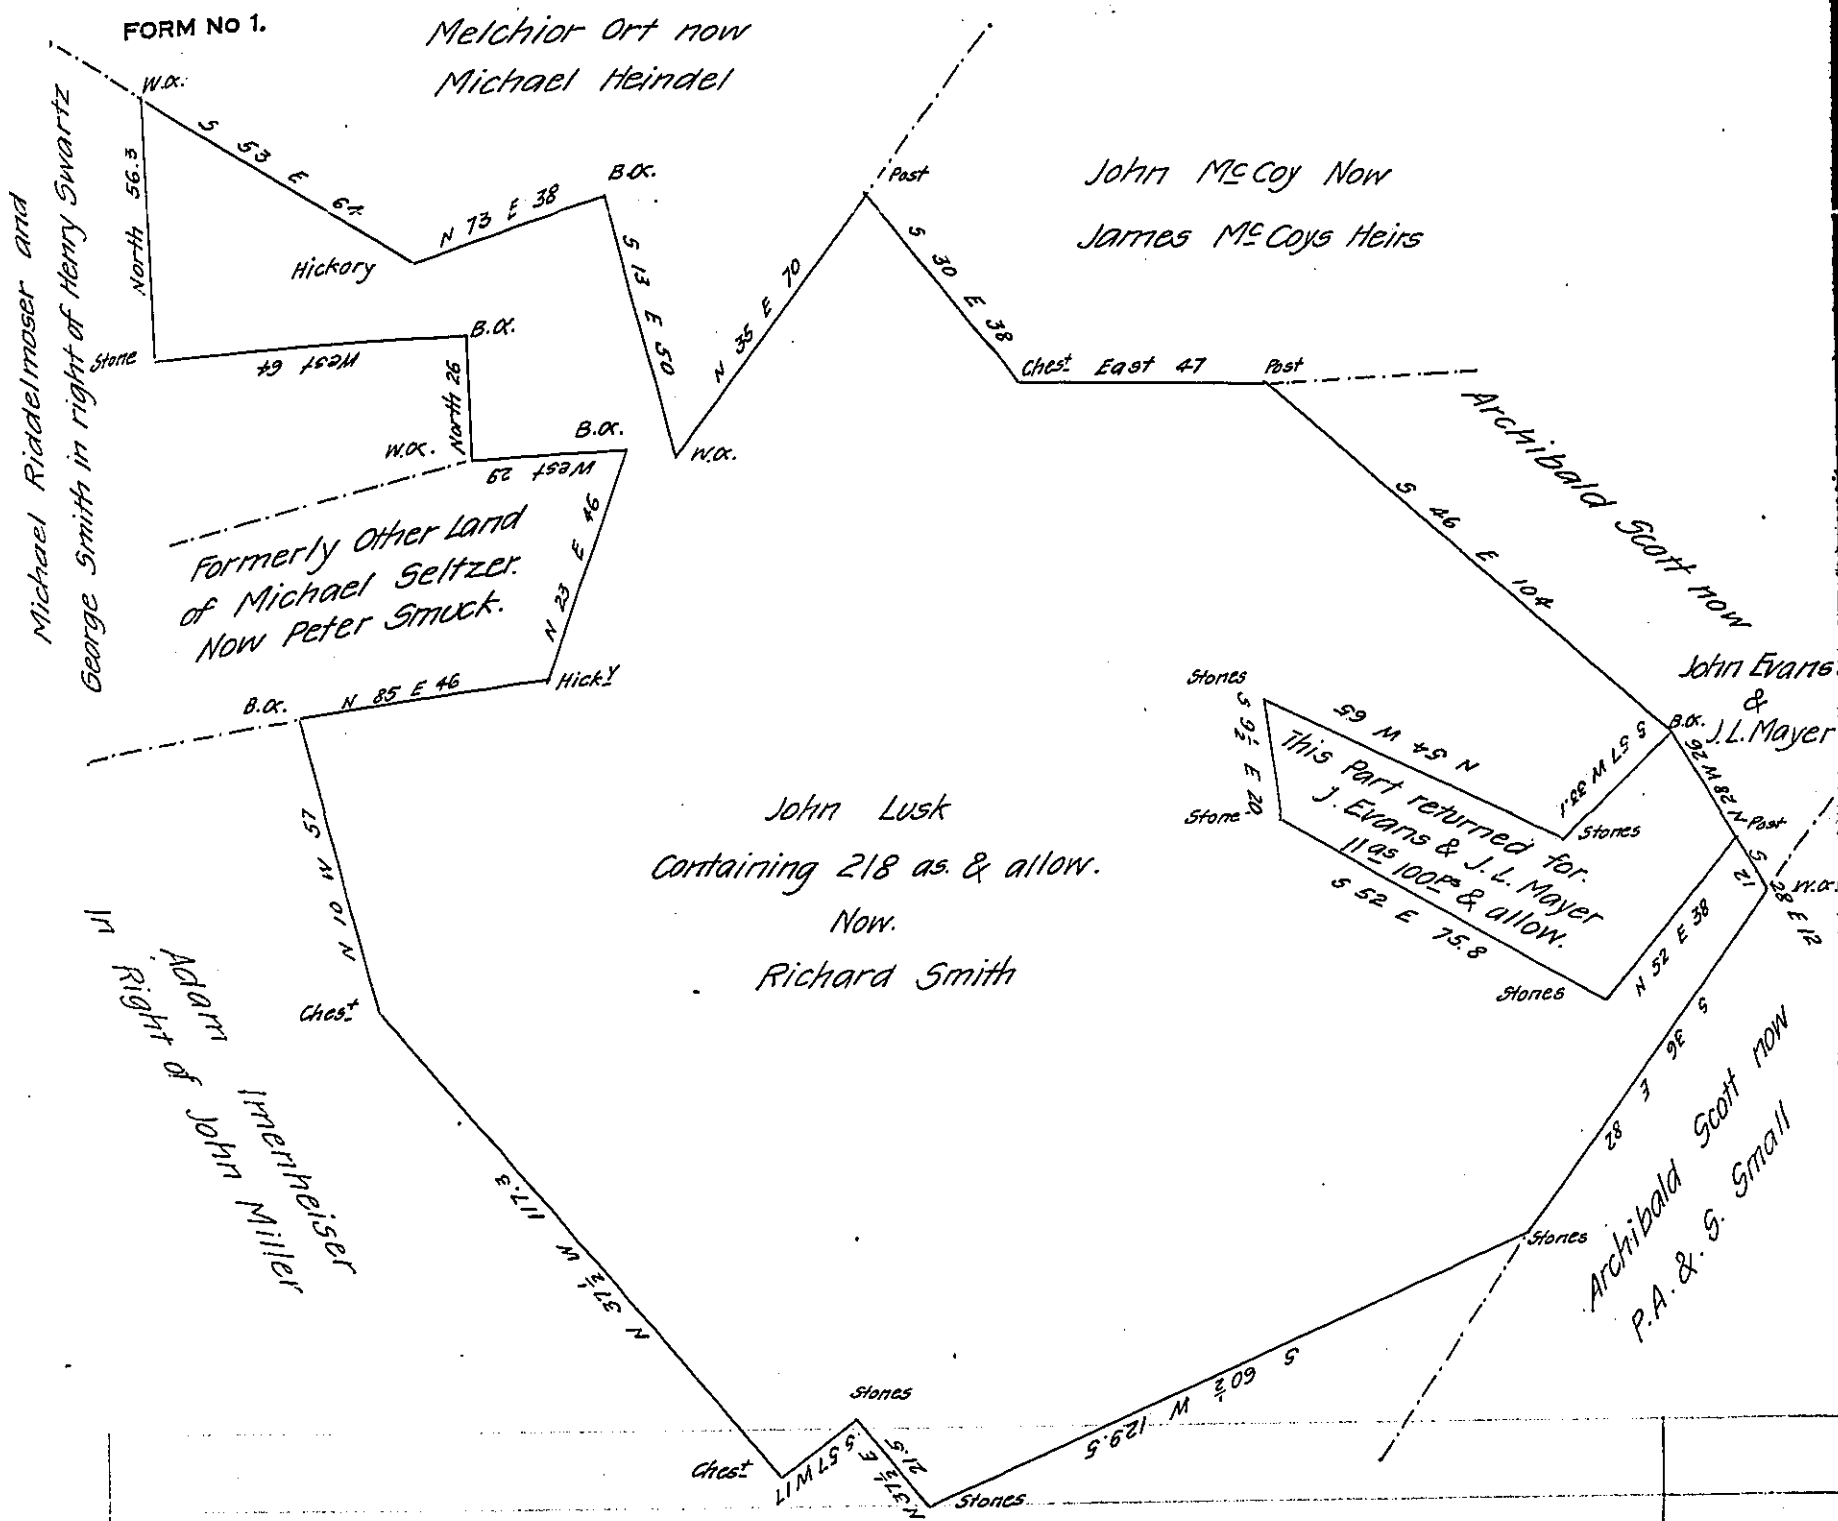 FORM No 1.
Melchior Ort now
Michael Heindel
Michael Riddelmoser and
George Smith in right of Henry Swartz
W.O.
S 53 E 64
North 56.3
Hickory
N 73 E 38
B.O.
S 13 E 50
W.O.
N 35 E 70
Post
John McCoy Now
James McCoys Heirs
S 30 E 38
Chest
East 47
Post
Stone
West 64
B.O.
North 26
W.O.
West 29
B.O.
N 23 E 46
Formerly Other Land
of Michael Seltzer.
Now Peter Smuck.
B.O.
N 85 E 46
Hicky
Archibald Scott now
John Evans
&
J.L. Mayer
S 46 E 104
B.O.
S 57 W 33.1
N 28 W 26
Post
S 28 E 12
12
W.O.
Stones
N 54 W 65
S 9½ E 20
Stone
Stones
This Part returned for.
J. Evans & J. L. Mayer
11 as 100 ps & allow.
S 52 E 75.8
Stones
N 52 E 38
John Lusk
Containing 218 as. & allow.
Now.
Richard Smith
N 10 W 57
Chest
Adam Imenheiser
in Right of John Miller
N 37½ W 117.3
Chest
S 57 W 17
Stones
N 37½ E 21.5
Stones
S 60½ W 129.5
Stones
S 36 E 82
Archibald Scott now
P.A. & S. Small